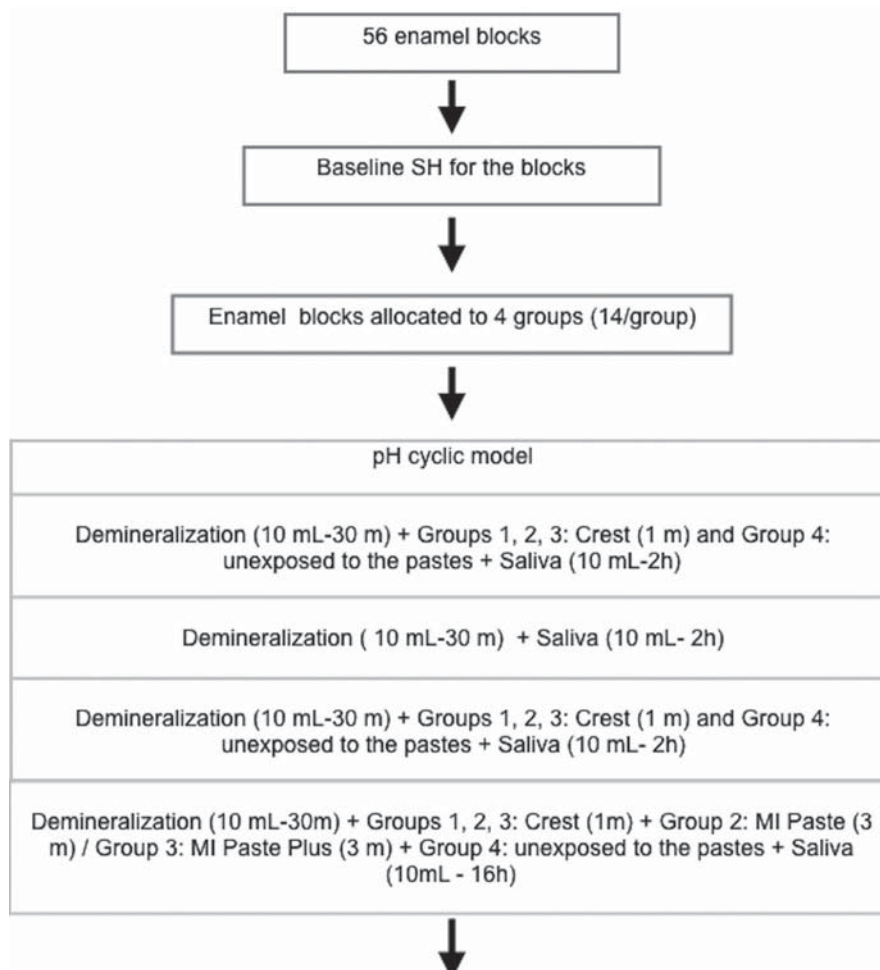 56 enamel blocks
Baseline SH for the blocks
Enamel blocks allocated to 4 groups (14/group)
pH cyclic model
Demineralization (10 mL-30 m) + Groups 1, 2, 3: Crest (1 m) and Group 4:
unexposed to the pastes + Saliva (10 mL-2h)
Demineralization ( 10 mL-30 m) + Saliva (10 mL- 2h)
Demineralization (10 mL-30 m) + Groups 1, 2, 3: Crest (1 m) and Group 4:
unexposed to the pastes + Saliva (10 mL- 2h)
Demineralization (10 mL-30m) + Groups 1, 2, 3: Crest (1m) + Group 2: MI Paste (3
m) / Group 3: MI Paste Plus (3 m) + Group 4: unexposed to the pastes + Saliva
(10mL - 16h)